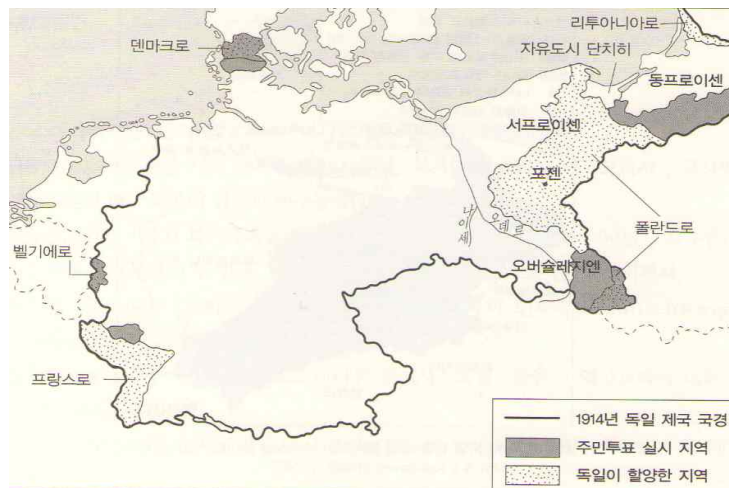 리투아니아로
덴마크로
자유도시 단치히
동프로이센
서프로이센
포젠
나이세
오데르
폴란드로
벨기에로
오버슐레지엔
프랑스로
1914년 독일 제국 국경
주민투표 실시 지역
독일이 할양한 지역